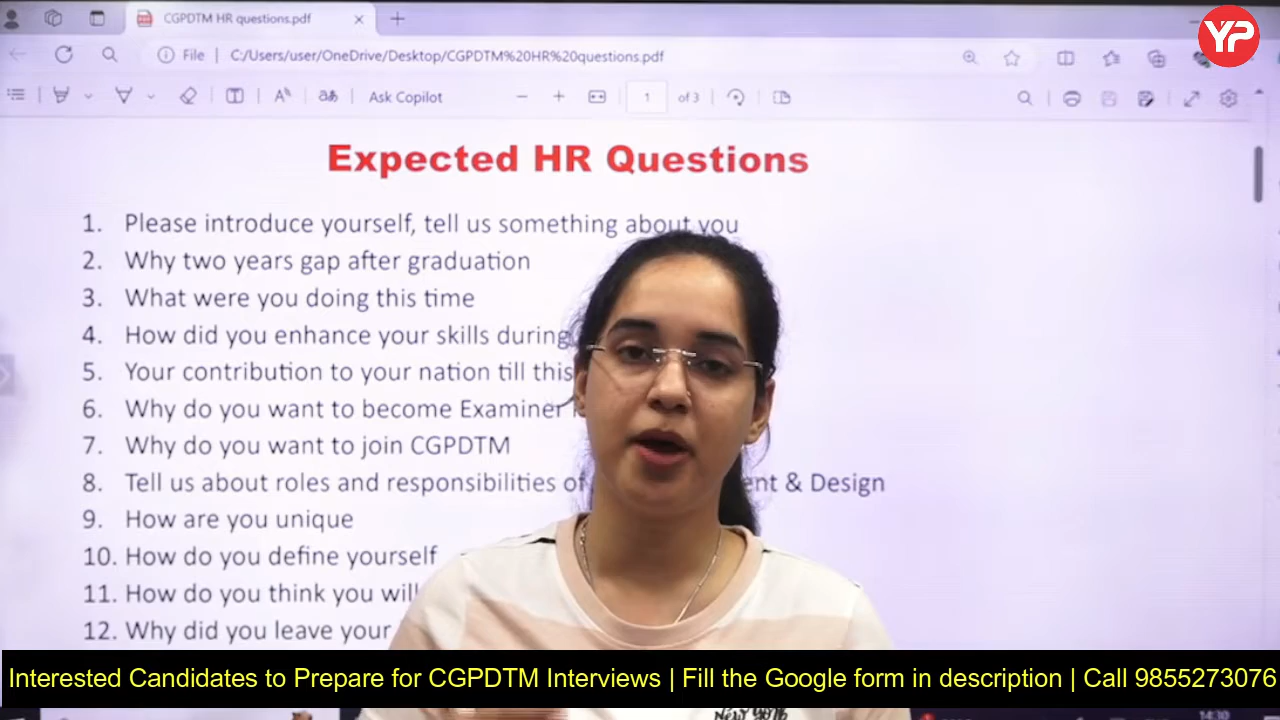 CGPDTM HR questions.pdf
YP
File
C:/Users/user/OneDrive/Desktop/CGPDTM%20HR%20questions.pdf
Ask Copilot
1
of 3
Expected HR Questions
1. Please introduce yourself, tell us something about you
2. Why two years gap after graduation
3. What were you doing this time
4. How did you enhance your skills during
5. Your contribution to your nation till this
6. Why do you want to become Examiner
7. Why do you want to join CGPDTM
8. Tell us about roles and responsibilities of & Design
9. How are you unique
10. How do you define yourself
11. How do you think you will
12. Why did you leave your
Interested Candidates to Prepare for CGPDTM Interviews | Fill the Google form in description | Call 9855273076
New York
14:30